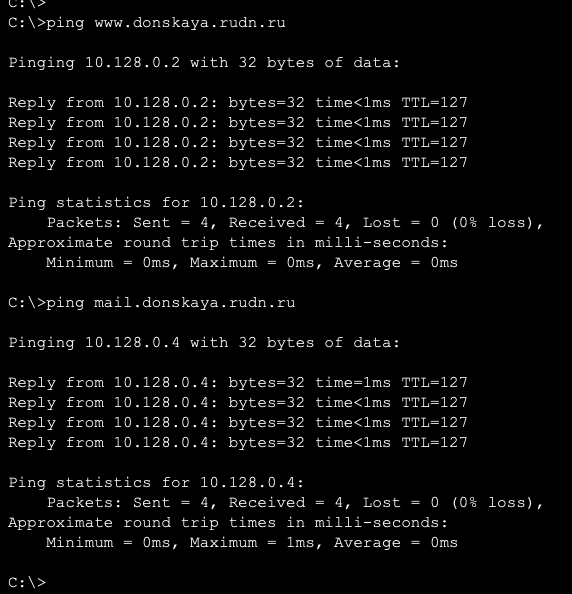 C:\>
C:\>ping www.donskaya.rudn.ru
Pinging 10.128.0.2 with 32 bytes of data:
Reply from 10.128.0.2: bytes=32 time<1ms TTL=127
Reply from 10.128.0.2: bytes=32 time<1ms TTL=127
Reply from 10.128.0.2: bytes=32 time<1ms TTL=127
Reply from 10.128.0.2: bytes=32 time<1ms TTL=127
Ping statistics for 10.128.0.2:
    Packets: Sent = 4, Received = 4, Lost = 0 (0% loss),
Approximate round trip times in milli-seconds:
    Minimum = 0ms, Maximum = 0ms, Average = 0ms
C:\>ping mail.donskaya.rudn.ru
Pinging 10.128.0.4 with 32 bytes of data:
Reply from 10.128.0.4: bytes=32 time=1ms TTL=127
Reply from 10.128.0.4: bytes=32 time<1ms TTL=127
Reply from 10.128.0.4: bytes=32 time<1ms TTL=127
Reply from 10.128.0.4: bytes=32 time<1ms TTL=127
Ping statistics for 10.128.0.4:
    Packets: Sent = 4, Received = 4, Lost = 0 (0% loss),
Approximate round trip times in milli-seconds:
    Minimum = 0ms, Maximum = 1ms, Average = 0ms
C:\>